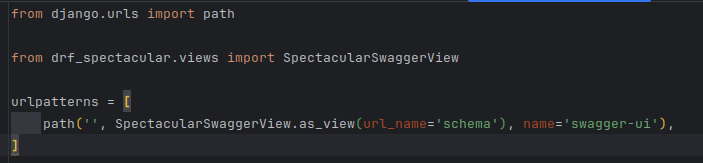 from django.urls import path
from drf_spectacular.views import SpectacularSwaggerView
urlpatterns = [
    path('', SpectacularSwaggerView.as_view(url_name='schema'), name='swagger-ui'),
]